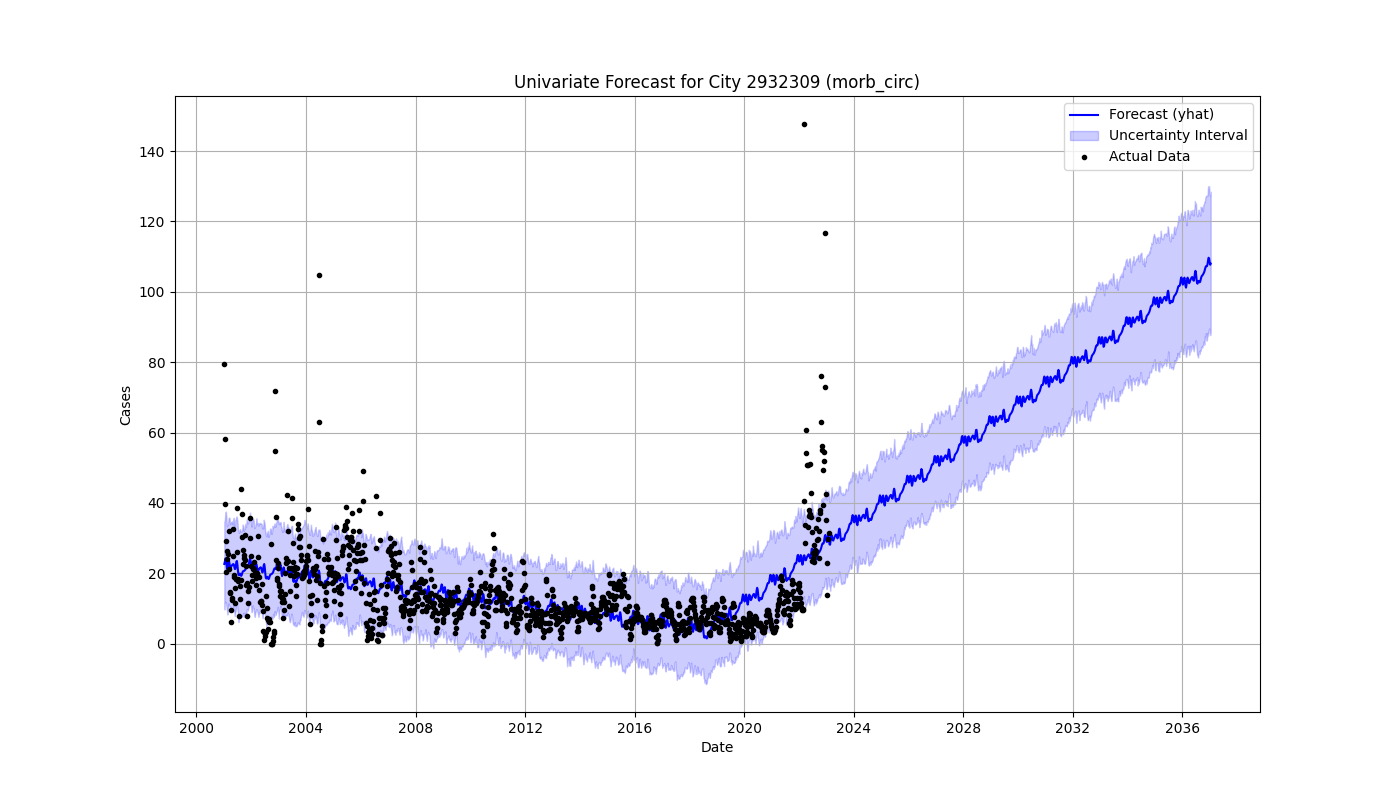 Univariate Forecast for City 2932309 (morb_circ)
Forecast (yhat)
Uncertainty Interval
Actual Data
140
120
100
80
60
40
20
0
Cases
2000 2004 2008 2012 2016 2020 2024 2028 2032 2036
Date